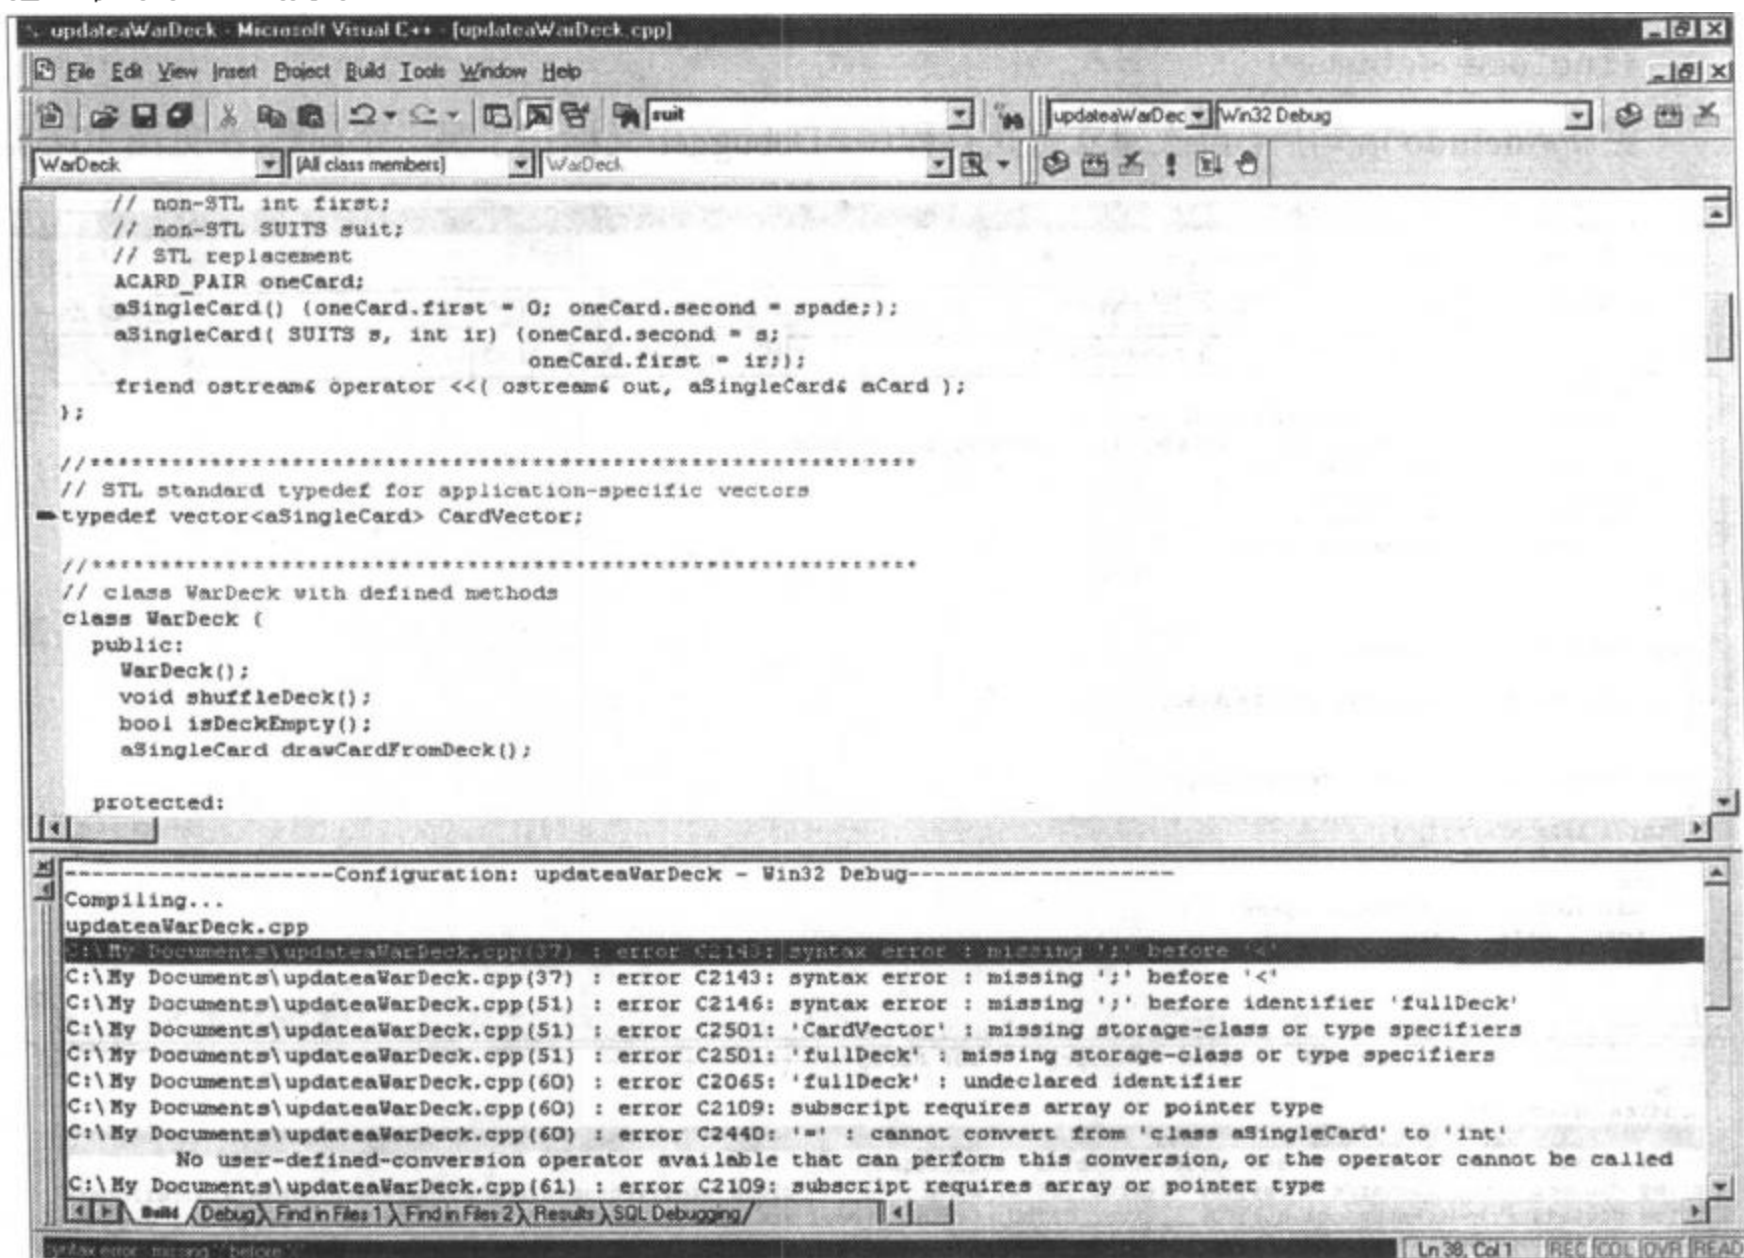 updateaWarDeck - Microsoft Visual C++ - [updateaWarDeck.cpp]
File Edit View Insert Project Build Tools Window Help
suit updateaWarDec Win32 Debug
WarDeck [All class members] WarDeck
// non-STL int first;
// non-STL SUITS suit;
// STL replacement
ACARD_PAIR oneCard;
aSingleCard() {oneCard.first = 0; oneCard.second = spade;};
aSingleCard( SUITS s, int ir) {oneCard.second = s;
oneCard.first = ir;};
friend ostream& operator <<( ostream& out, aSingleCard& aCard );
};
//*************************************************************
// STL standard typedef for application-specific vectors
typedef vector<aSingleCard> CardVector;
//*************************************************************
// class WarDeck with defined methods
class WarDeck {
public:
WarDeck();
void shuffleDeck();
bool isDeckEmpty();
aSingleCard drawCardFromDeck();
protected:
--------------------Configuration: updateaWarDeck - Win32 Debug--------------------
Compiling...
updateaWarDeck.cpp
C:\My Documents\updateaWarDeck.cpp(37) : error C2143: syntax error : missing ';' before '<'
C:\My Documents\updateaWarDeck.cpp(37) : error C2143: syntax error : missing ';' before '<'
C:\My Documents\updateaWarDeck.cpp(51) : error C2146: syntax error : missing ';' before identifier 'fullDeck'
C:\My Documents\updateaWarDeck.cpp(51) : error C2501: 'CardVector' : missing storage-class or type specifiers
C:\My Documents\updateaWarDeck.cpp(51) : error C2501: 'fullDeck' : missing storage-class or type specifiers
C:\My Documents\updateaWarDeck.cpp(60) : error C2065: 'fullDeck' : undeclared identifier
C:\My Documents\updateaWarDeck.cpp(60) : error C2109: subscript requires array or pointer type
C:\My Documents\updateaWarDeck.cpp(60) : error C2440: '=' : cannot convert from 'class aSingleCard' to 'int'
No user-defined-conversion operator available that can perform this conversion, or the operator cannot be called
C:\My Documents\updateaWarDeck.cpp(61) : error C2109: subscript requires array or pointer type
Build Debug Find in Files 1 Find in Files 2 Results SQL Debugging
syntax error : missing ';' before '<' Ln 38, Col 1 REC COL OVR READ